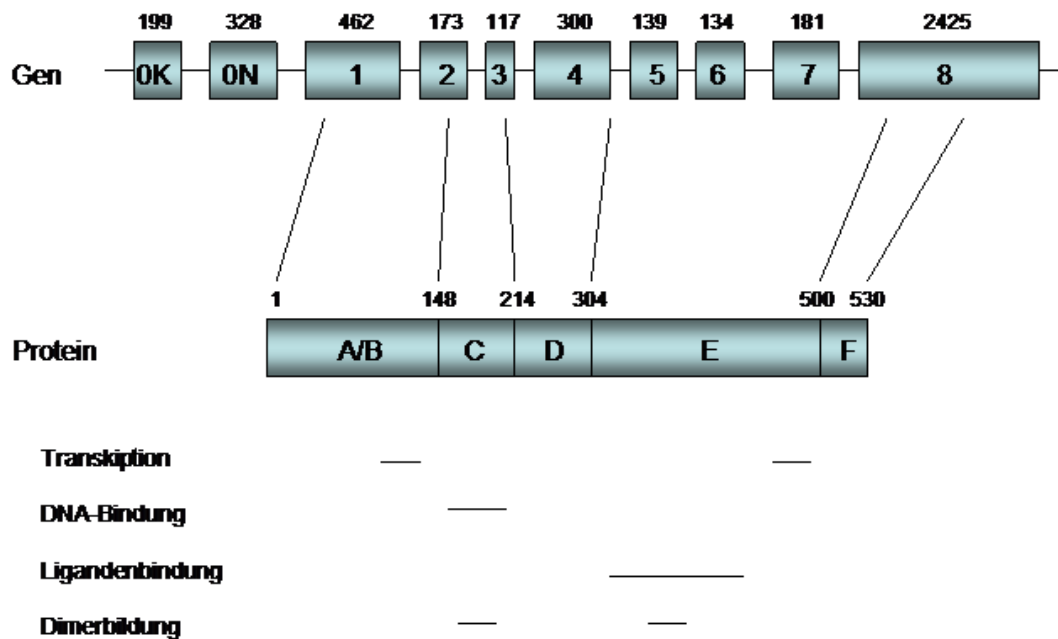 199 328 462 173 117 300 139 134 181 2425
Gen 0K 0N 1 2 3 4 5 6 7 8
1 148 214 304 500 530
Protein A/B C D E F
Transkiption
DNA-Bindung
Ligandenbindung
Dimerbildung